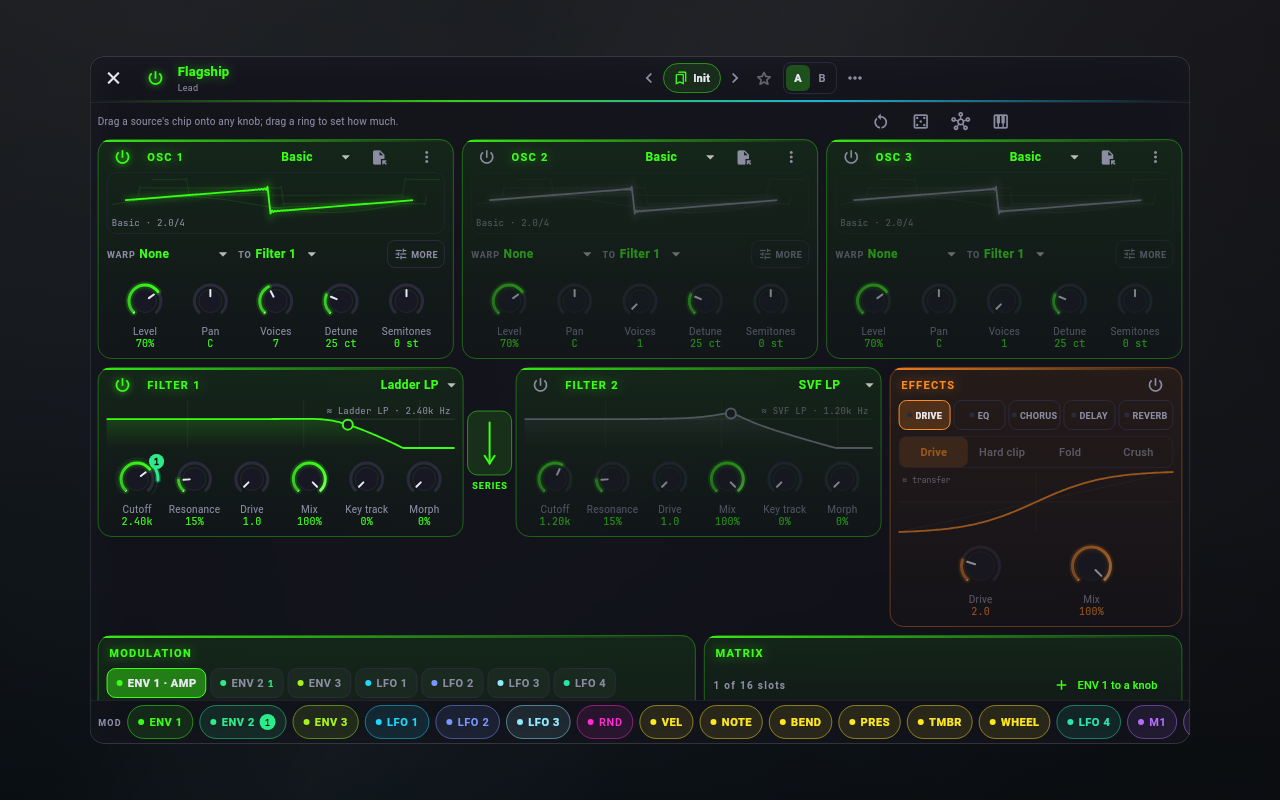 Flagship
Lead
Init
A
B
Drag a source's chip onto any knob; drag a ring to set how much.
OSC 1
Basic
Basic · 2.0/4
WARP None
TO Filter 1
MORE
Level
Pan
Voices
Detune
Semitones
70%
C
7
25 ct
0 st
OSC 2
Basic
Basic · 2.0/4
WARP None
TO Filter 1
MORE
Level
Pan
Voices
Detune
Semitones
70%
C
1
25 ct
0 st
OSC 3
Basic
Basic · 2.0/4
WARP None
TO Filter 1
MORE
Level
Pan
Voices
Detune
Semitones
70%
C
1
25 ct
0 st
FILTER 1
Ladder LP
≈ Ladder LP · 2.40k Hz
1
Cutoff
Resonance
Drive
Mix
Key track
Morph
2.40k
15%
1.0
100%
0%
0%
SERIES
FILTER 2
SVF LP
≈ SVF LP · 1.20k Hz
Cutoff
Resonance
Drive
Mix
Key track
Morph
1.20k
15%
1.0
100%
0%
0%
EFFECTS
DRIVE
EQ
CHORUS
DELAY
REVERB
Drive
Hard clip
Fold
Crush
≈ transfer
Drive
Mix
2.0
100%
MODULATION
ENV 1 · AMP
ENV 2 1
ENV 3
LFO 1
LFO 2
LFO 3
LFO 4
MATRIX
1 of 16 slots
+ ENV 1 to a knob
MOD
ENV 1
ENV 2 1
ENV 3
LFO 1
LFO 2
LFO 3
RND
VEL
NOTE
BEND
PRES
TMBR
WHEEL
LFO 4
M1